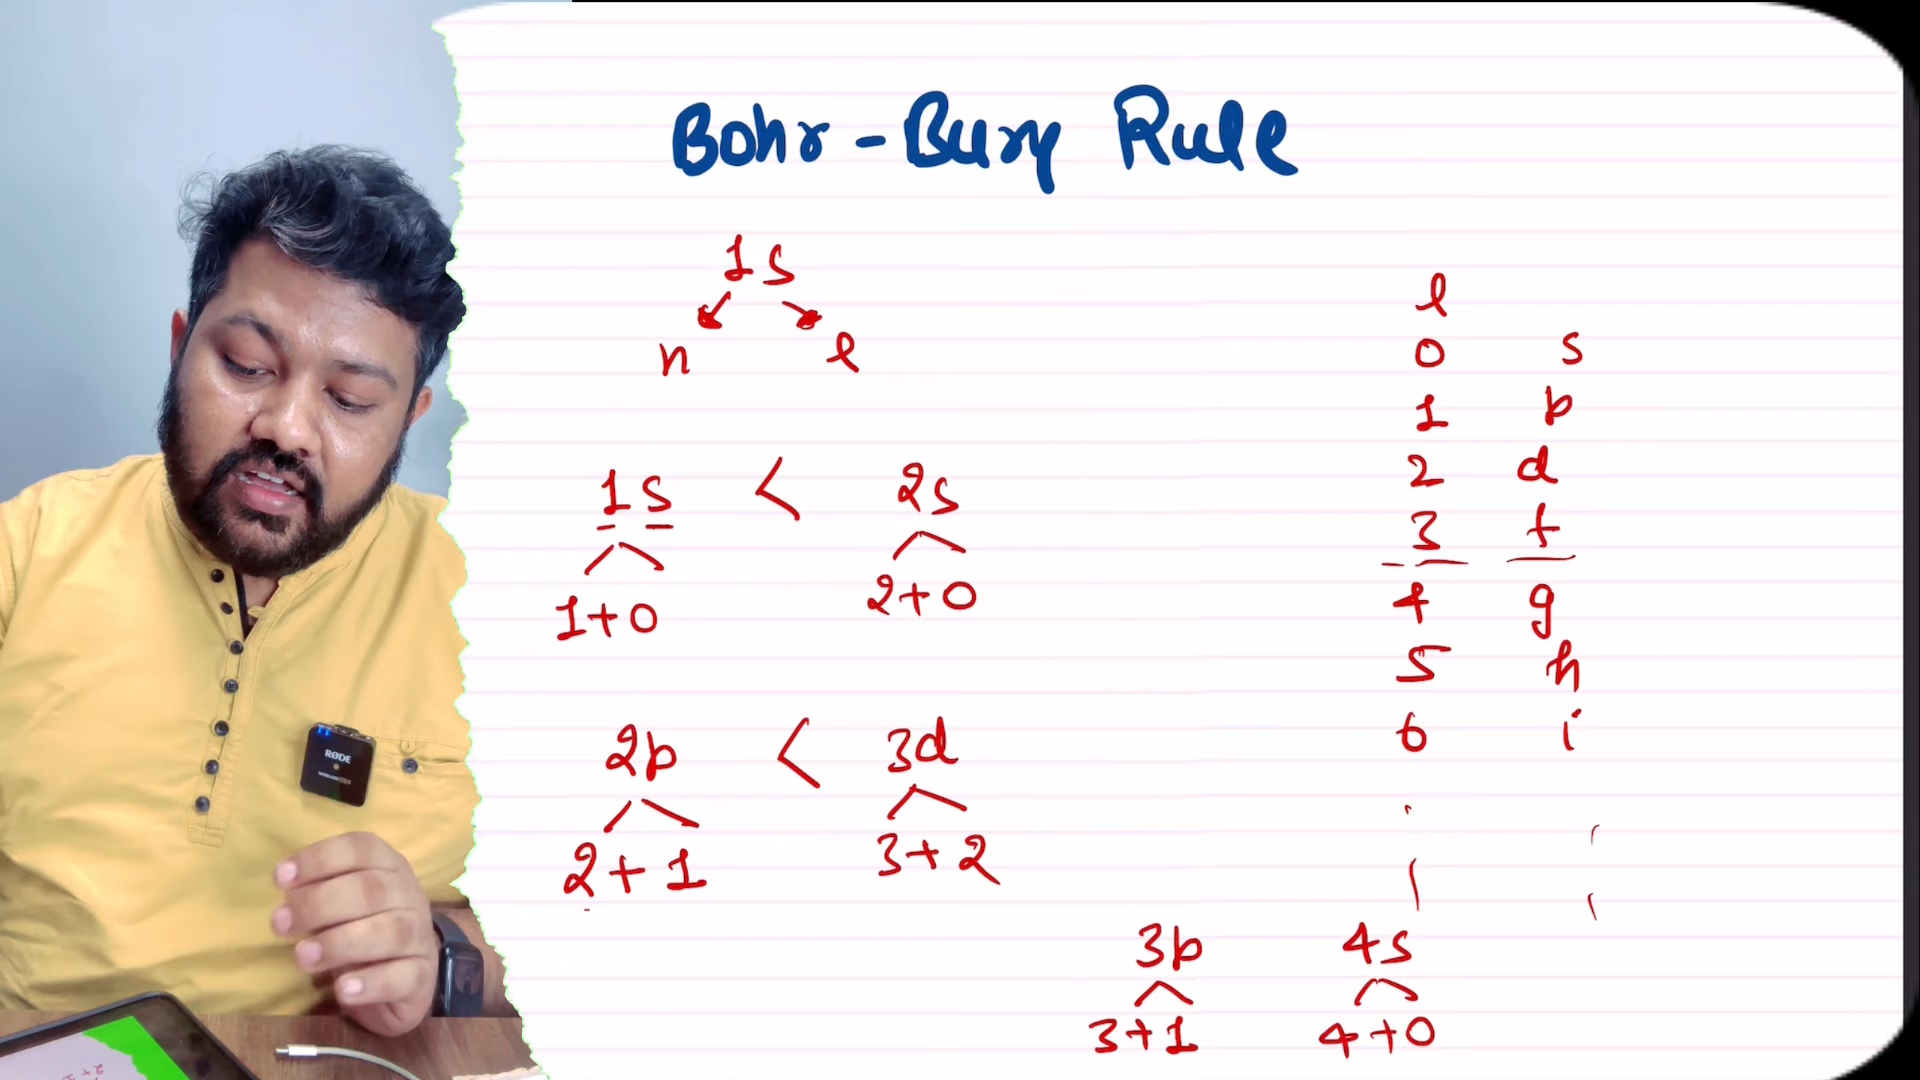 Bohr - Bury Rule
1s
n l
l
0 s
1 p
2 d
3 f
4 g
5 h
6 i
1s < 2s
1+0 2+0
2p < 3d
2+1 3+2
3p 4s
3+1 4+0
RØDE